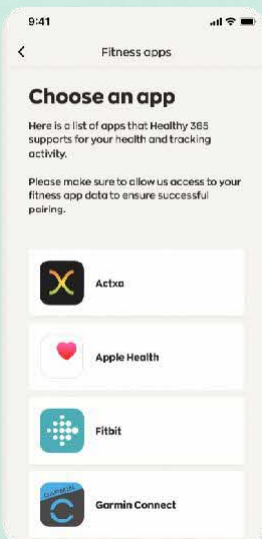 9:41
Fitness apps
Choose an app
Here is a list of apps that Healthy 365
supports for your health and tracking
activity.
Please make sure to allow us access to your
fitness app data to ensure successful
pairing.
Actxa
Apple Health
Fitbit
GARMIN
Garmin Connect